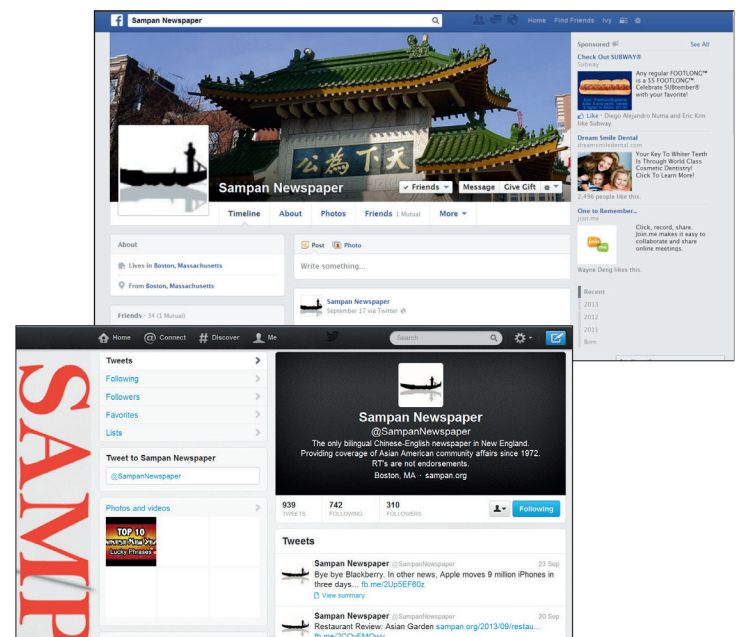 Sampan Newspaper
Home Find Friends Ivy
天下為公
Sampan Newspaper
Friends Message Give Gift
Timeline About Photos Friends 1 Mutual More
About
Lives in Boston, Massachusetts
From Boston, Massachusetts
Friends · 34 (1 Mutual)
Post Photo
Write something...
Sampan Newspaper
September 17 via Twitter
Sponsored See All
Check Out SUBWAY®
Subway
Any regular FOOTLONG™
is a $5 FOOTLONG™.
Celebrate SUBtember®
with your favorite!
Like · Diego Alejandro Numa and Eric Kim
like Subway.
Dream Smile Dental
dreamsmiledental.com
Your Key To Whiter Teeth
Is Through World Class
Cosmetic Dentistry!
Click To Learn More!
2,496 people like this.
One to Remember...
join.me
join
me
Click, record, share.
Join.me makes it easy to
collaborate and share
online meetings.
Wayne Deng likes this.
Recent
2013
2012
2011
Born
Home Connect Discover Me Search
SAMP
Tweets
Following
Followers
Favorites
Lists
Tweet to Sampan Newspaper
@SampanNewspaper
Photos and videos
TOP 10
Lucky Phrases
Sampan Newspaper
@SampanNewspaper
The only bilingual Chinese-English newspaper in New England.
Providing coverage of Asian American community affairs since 1972.
RT's are not endorsements.
Boston, MA · sampan.org
939 742 310
TWEETS FOLLOWING FOLLOWERS
Following
Tweets
Sampan Newspaper @SampanNewspaper 23 Sep
Bye bye Blackberry. In other news, Apple moves 9 million iPhones in
three days... fb.me/2Up5EF60z
View summary
Sampan Newspaper @SampanNewspaper 20 Sep
Restaurant Review: Asian Garden sampan.org/2013/09/restau...